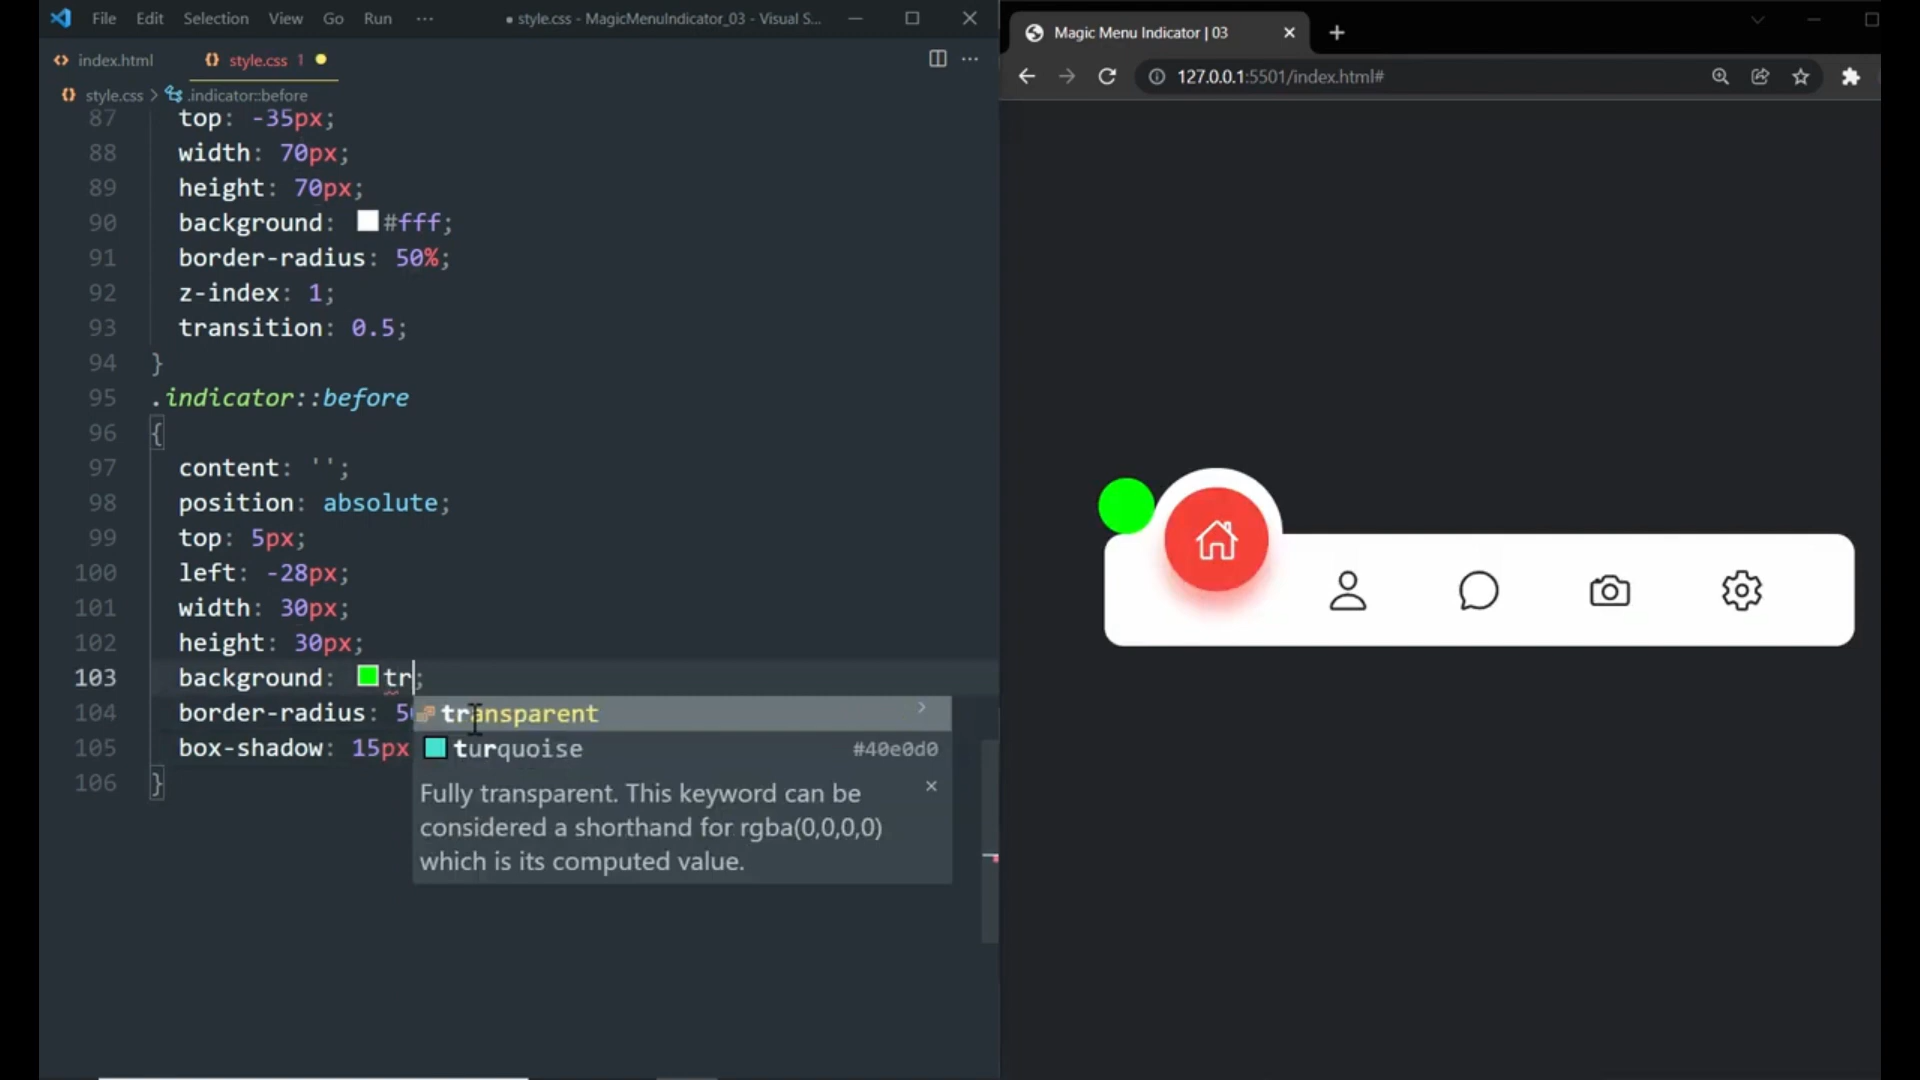 File Edit Selection View Go Run ··· ● style.css - MagicMenuIndicator_03 - Visual S...
index.html style.css 1
style.css > .indicator::before
87 top: -35px;
88 width: 70px;
89 height: 70px;
90 background: #fff;
91 border-radius: 50%;
92 z-index: 1;
93 transition: 0.5;
94 }
95 .indicator::before
96 {
97 content: '';
98 position: absolute;
99 top: 5px;
100 left: -28px;
101 width: 30px;
102 height: 30px;
103 background: tr;
104 border-radius: 5
105 box-shadow: 15px
106 }
transparent
turquoise #40e0d0
Fully transparent. This keyword can be
considered a shorthand for rgba(0,0,0,0)
which is its computed value.
Magic Menu Indicator | 03
127.0.0.1:5501/index.html#